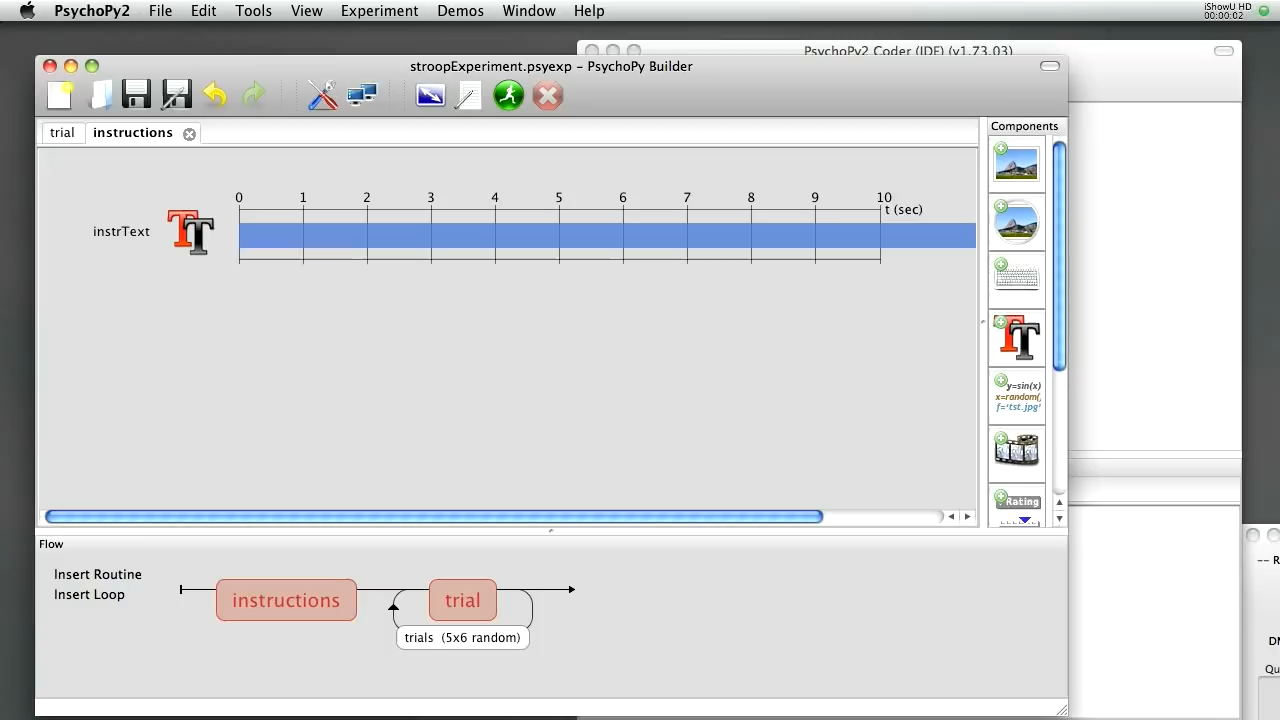 PsychoPy2 File Edit Tools View Experiment Demos Window Help
iShowU HD
00:00:02
PsychoPy2 Coder (IDE) (v1.73.03)
stroopExperiment.psyexp - PsychoPy Builder
trial instructions
Components
0 1 2 3 4 5 6 7 8 9 10
t (sec)
instrText
y=sin(x)
x=random(,
f='tst.jpg'
Rating
Flow
Insert Routine
Insert Loop
instructions
trial
trials (5x6 random)
-- R
DM
Qu